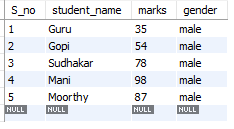 S_no student_name marks gender
1 Guru 35 male
2 Gopi 54 male
3 Sudhakar 78 male
4 Mani 98 male
5 Moorthy 87 male
NULL NULL NULL NULL